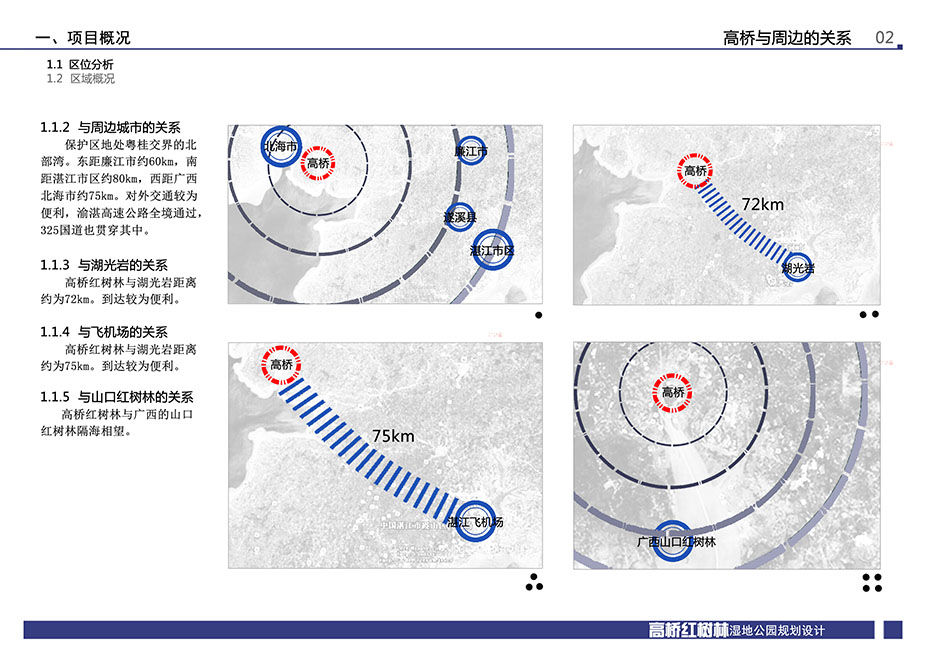 一、项目概况
高桥与周边的关系 02
1.1 区位分析
1.2 区域概况
1.1.2 与周边城市的关系
保护区地处粤桂交界的北
部湾。东距廉江市约60km，南
距湛江市区约80km，西距广西
北海市约75km。对外交通较为
便利，渝湛高速公路全境通过，
325国道也贯穿其中。
1.1.3 与湖光岩的关系
高桥红树林与湖光岩距离
约为72km。到达较为便利。
1.1.4 与飞机场的关系
高桥红树林与湖光岩距离
约为75km。到达较为便利。
1.1.5 与山口红树林的关系
高桥红树林与广西的山口
红树林隔海相望。
北海市
高桥
廉江市
遂溪县
湛江市区
高桥
72km
湖光岩
高桥
75km
湛江飞机场
高桥
广西山口红树林
高桥红树林湿地公园规划设计